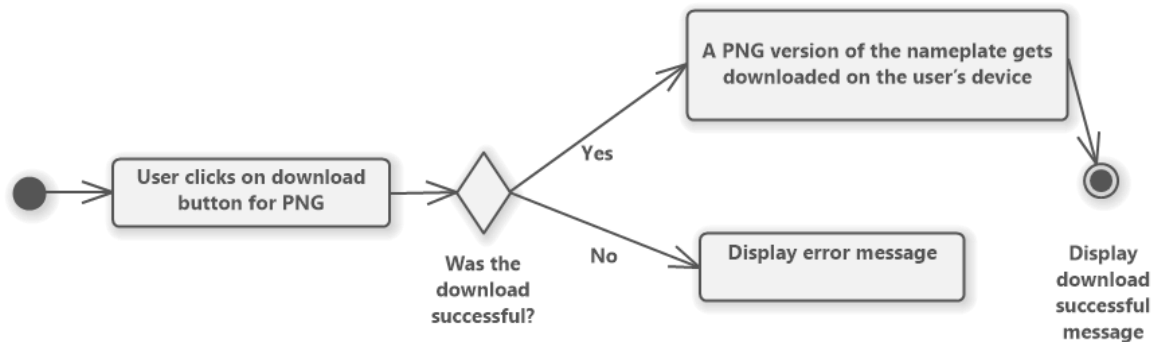 A PNG version of the nameplate gets
downloaded on the user's device
Yes
User clicks on download
button for PNG
Was the
download
successful?
No
Display error message
Display
download
successful
message